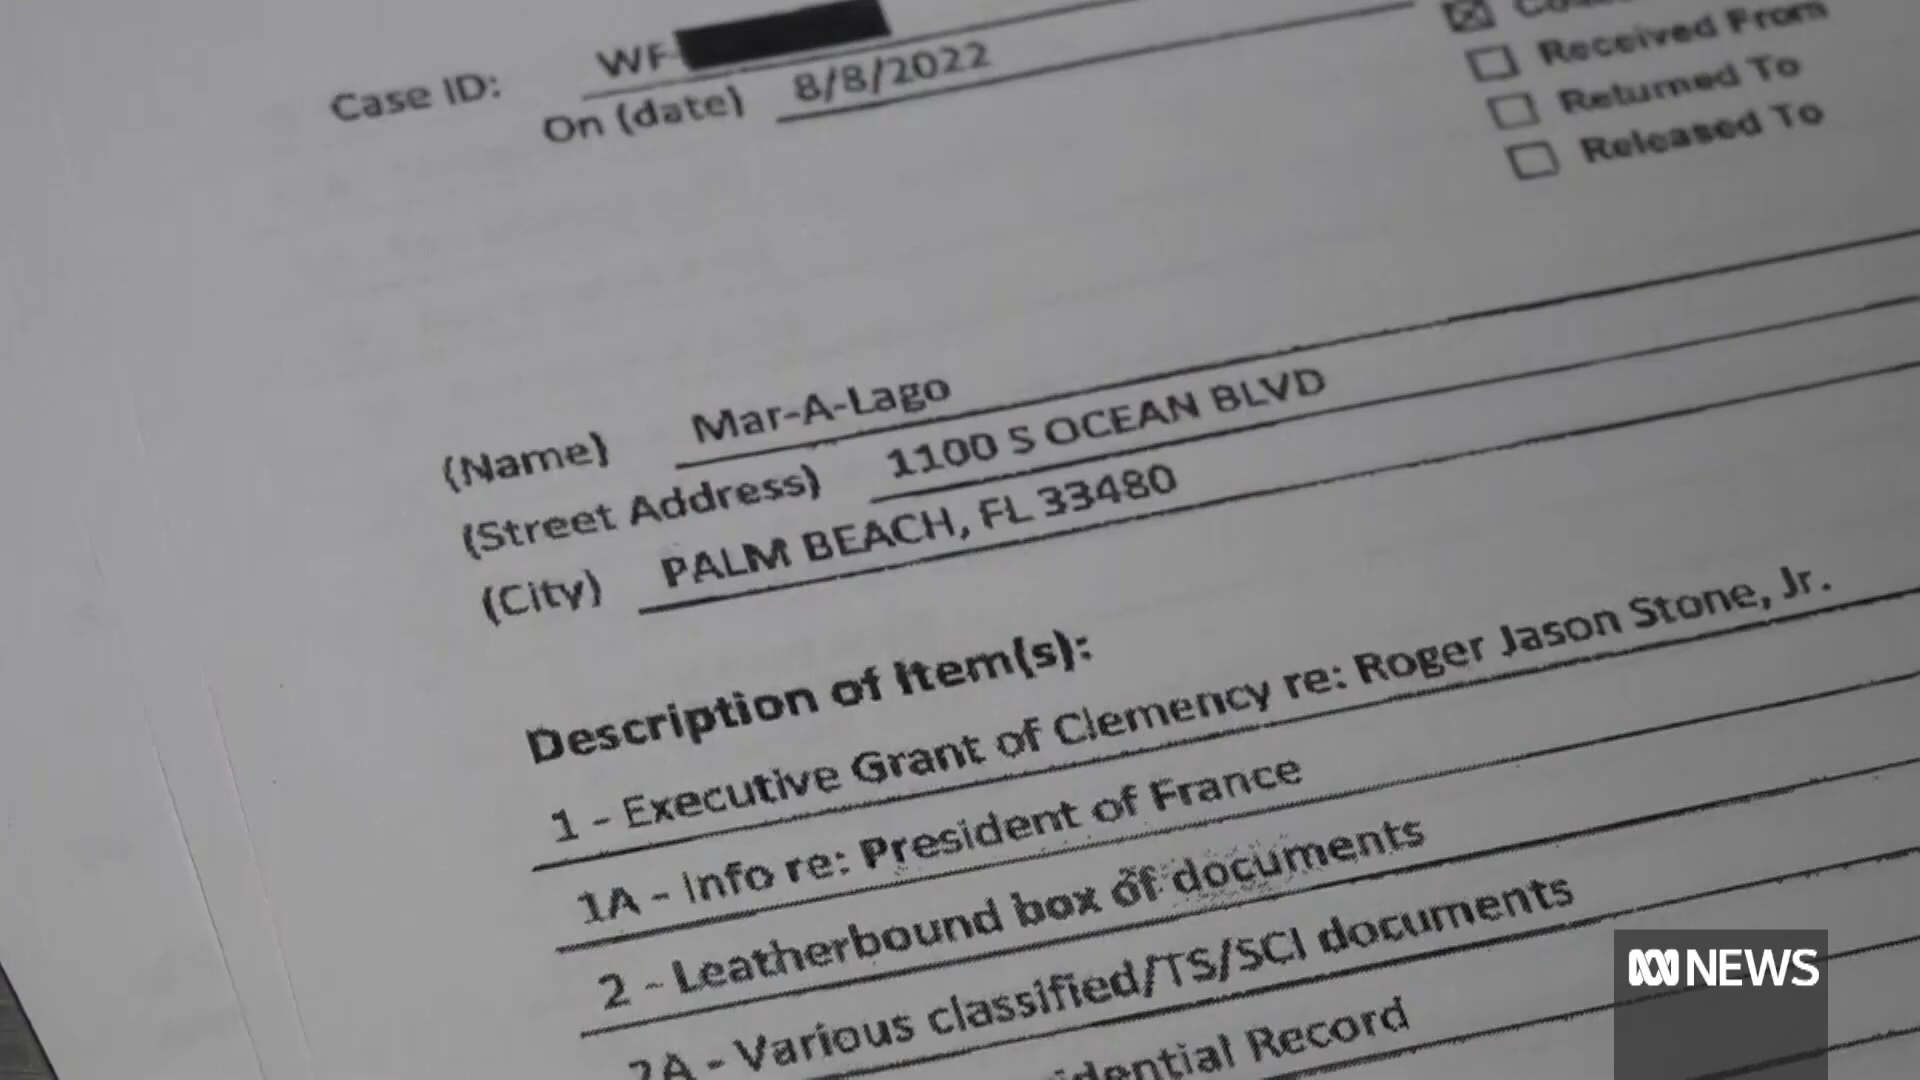 Case ID: WF-
On (date) 8/8/2022
Received From
Returned To
Released To
(Name) Mar-A-Lago
(Street Address) 1100 S OCEAN BLVD
(City) PALM BEACH, FL 33480
Description of Item(s):
1 - Executive Grant of Clemency re: Roger Jason Stone, Jr.
1A - Info re: President of France
2 - Leatherbound box of documents
2A - Various classified/TS/SCI documents
Record
NEWS